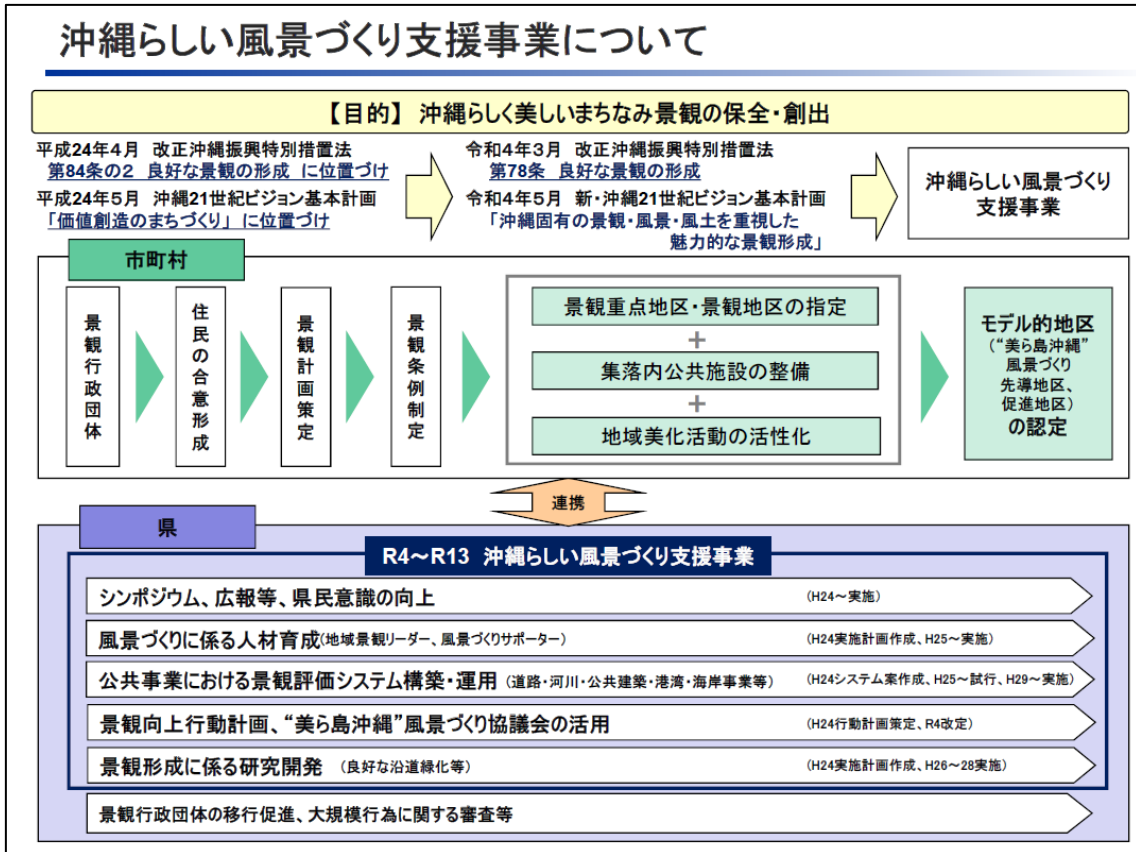 沖縄らしい風景づくり支援事業について
【目的】 沖縄らしく美しいまちなみ景観の保全・創出
平成24年4月 改正沖縄振興特別措置法
第84条の2 良好な景観の形成 に位置づけ
平成24年5月 沖縄21世紀ビジョン基本計画
「価値創造のまちづくり」 に位置づけ
令和4年3月 改正沖縄振興特別措置法
第78条 良好な景観の形成
令和4年5月 新・沖縄21世紀ビジョン基本計画
「沖縄固有の景観・風景・風土を重視した
魅力的な景観形成」
沖縄らしい風景づくり
支援事業
市町村
景観行政団体
住民の合意形成
景観計画策定
景観条例制定
景観重点地区・景観地区の指定
+
集落内公共施設の整備
+
地域美化活動の活性化
モデル的地区
(“美ら島沖縄”
風景づくり
先導地区、
促進地区)
の認定
連携
県
R4～R13 沖縄らしい風景づくり支援事業
シンポジウム、広報等、県民意識の向上 (H24～実施)
風景づくりに係る人材育成(地域景観リーダー、風景づくりサポーター) (H24実施計画作成、H25～実施)
公共事業における景観評価システム構築・運用 (道路・河川・公共建築・港湾・海岸事業等) (H24システム案作成、H25～試行、H29～実施)
景観向上行動計画、“美ら島沖縄”風景づくり協議会の活用 (H24行動計画策定、R4改定)
景観形成に係る研究開発 (良好な沿道緑化等) (H24実施計画作成、H26～28実施)
景観行政団体の移行促進、大規模行為に関する審査等